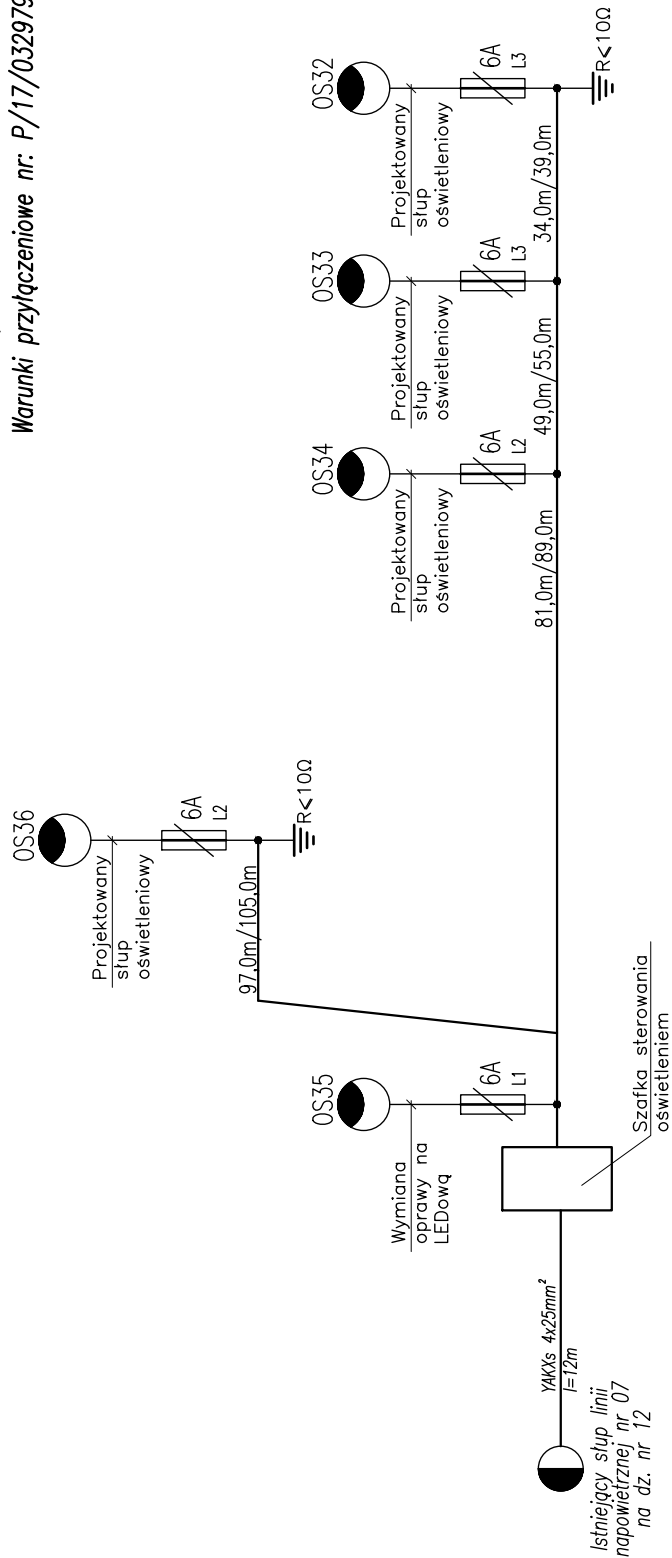 Warunki przyłączeniowe nr: P/17/032979
OS36
Projektowany
słup
oświetleniowy
6A
L2
R<10Ω
97,0m/105,0m
OS35
Wymiana
oprawy na
LEDową
6A
L1
OS34
Projektowany
słup
oświetleniowy
6A
L2
OS33
Projektowany
słup
oświetleniowy
6A
L3
OS32
Projektowany
słup
oświetleniowy
6A
L3
R<10Ω
81,0m/89,0m
49,0m/55,0m
34,0m/39,0m
Szafka sterowania
oświetleniem
YAKXs 4x25mm²
l=12m
Istniejący słup linii
napowietrznej nr 07
na dz. nr 12